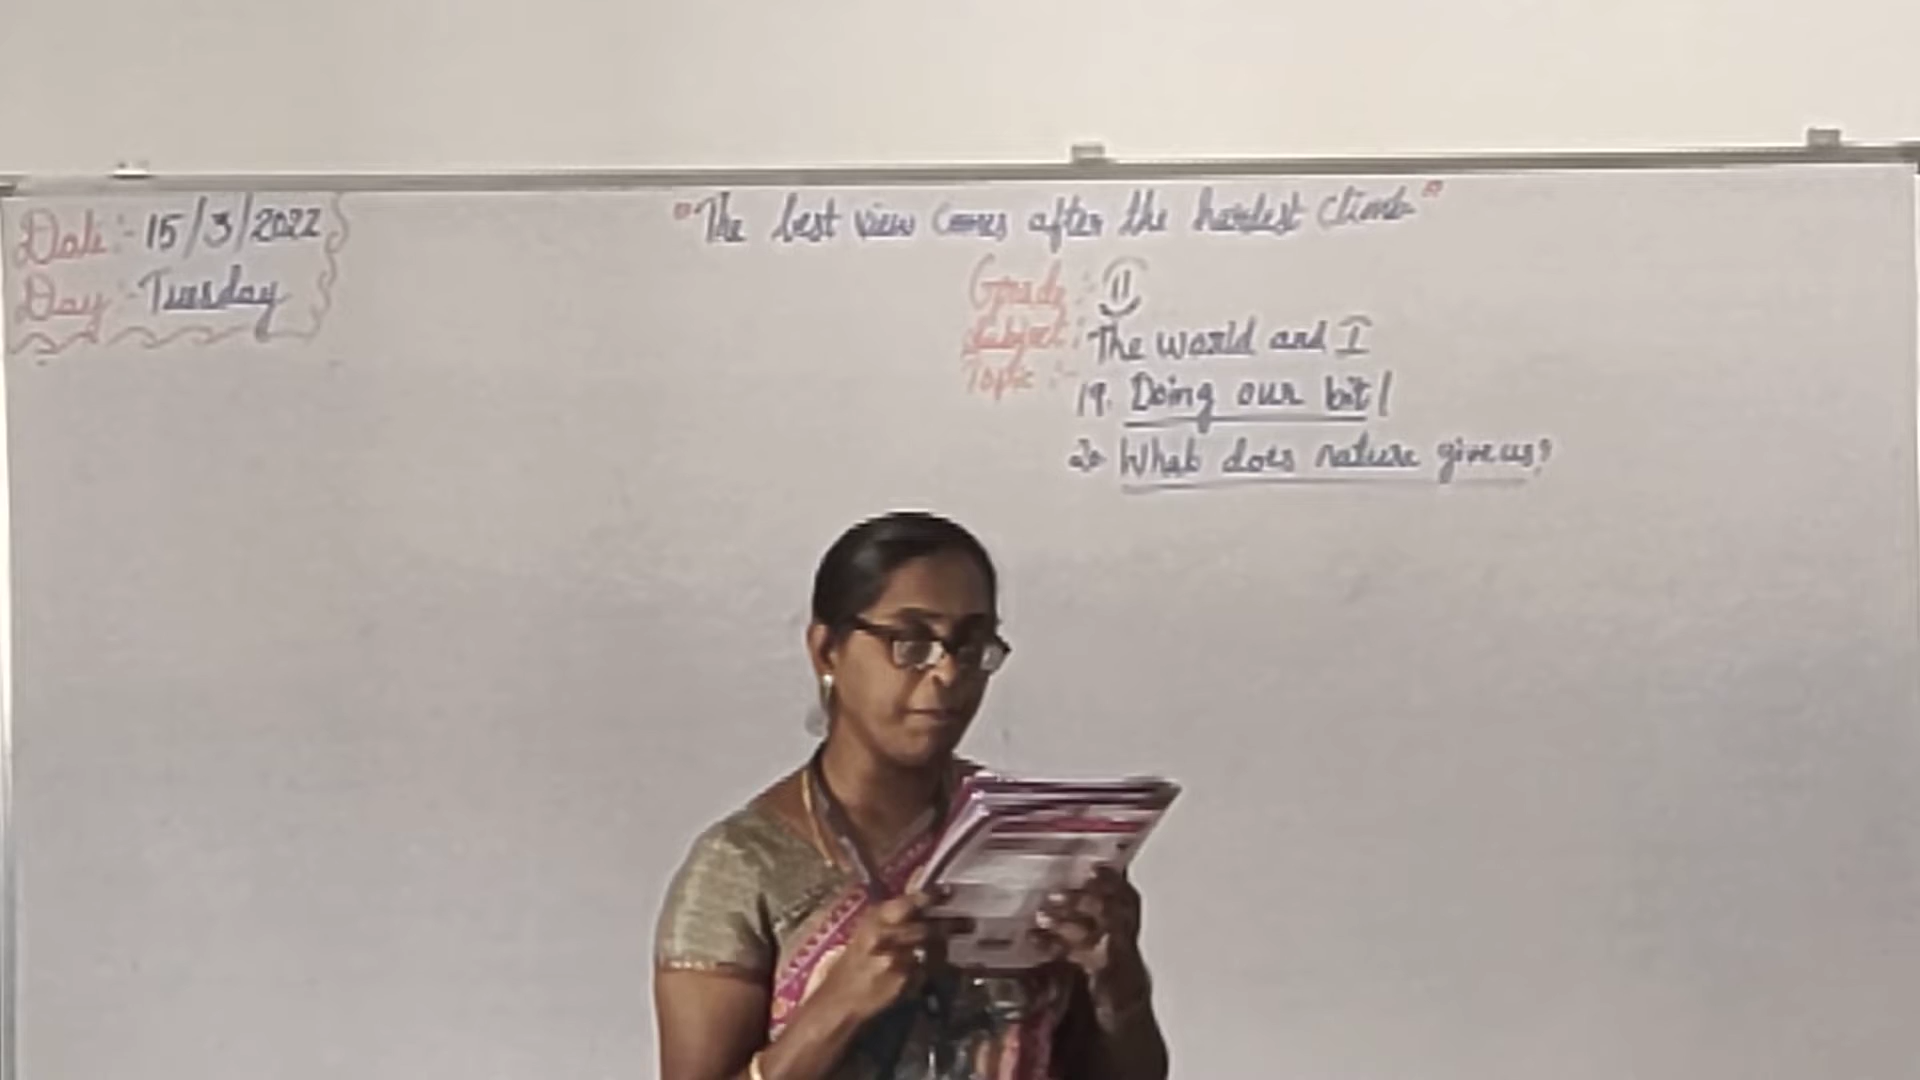 Date:- 15/3/2022
Day:- Tuesday
"The best view comes after the hardest climb"
Grade:- II
Subject:- The world and I
Topic:-
19. Doing our bit!
20 What does nature give us?